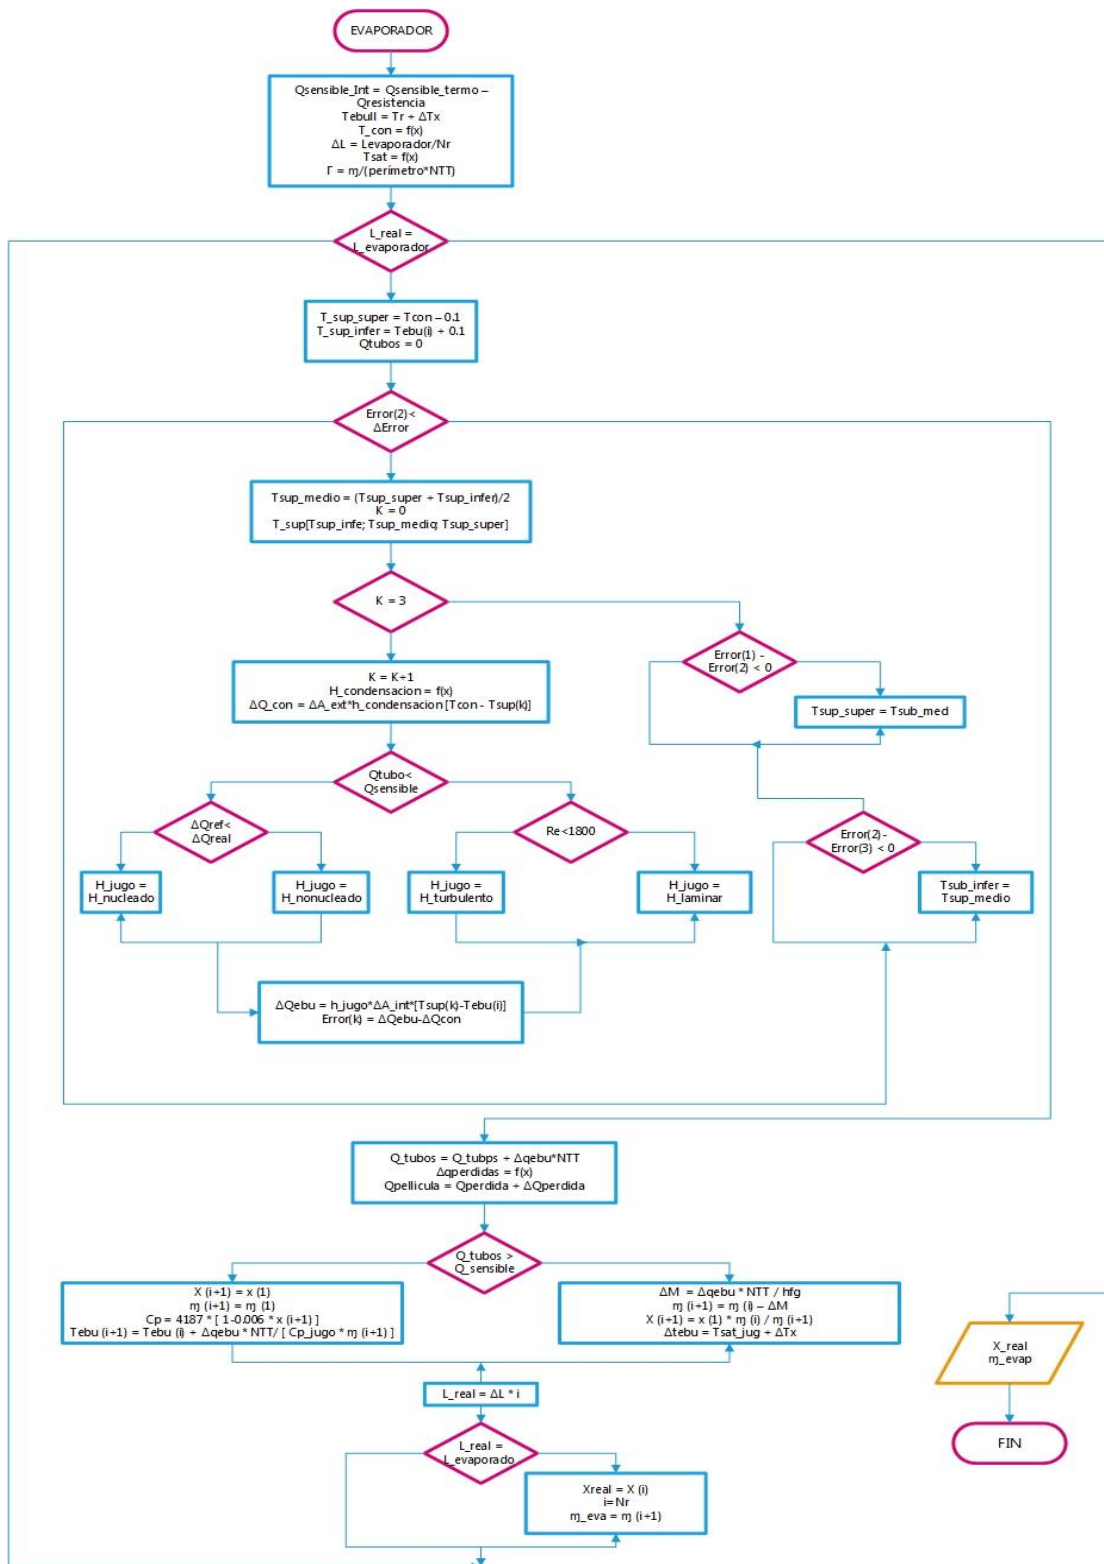 EVAPORADOR
Qsensible_Int = Qsensible_termo –
Qresistencia
Tebull = Tr + ΔTx
T_con = f(x)
ΔL = Levaporador/Nr
Tsat = f(x)
Γ = ɱ/(perímetro*NTT)
L_real =
L_evaporador
T_sup_super = Tcon – 0.1
T_sup_infer = Tebu(i) + 0.1
Qtubos = 0
Error(2)<
ΔError
Tsup_medio = (Tsup_super + Tsup_infer)/2
K = 0
T_sup[Tsup_infe; Tsup_medio; Tsup_super]
K = 3
Error(1) -
Error(2) < 0
K = K+1
H_condensacion = f(x)
ΔQ_con = ΔA_ext*h_condensacion [Tcon - Tsup(k)]
Tsup_super = Tsub_med
Qtubo<
Qsensible
ΔQref<
ΔQreal
Re<1800
Error(2) -
Error(3) < 0
H_jugo =
H_nucleado
H_jugo =
H_nonucleado
H_jugo =
H_turbulento
H_jugo =
H_laminar
Tsub_infer =
Tsup_medio
ΔQebu = h_jugo*ΔA_int*[Tsup(k)-Tebu(i)]
Error(k) = ΔQebu-ΔQcon
Q_tubos = Q_tubps + Δqebu*NTT
Δqperdidas = f(x)
Qpellicula = Qperdida + ΔQperdida
Q_tubos >
Q_sensible
X (i+1) = x (1)
ɱ (i+1) = ɱ (1)
Cp = 4187 * [ 1-0.006 * x (i+1) ]
Tebu (i+1) = Tebu (i) + Δqebu * NTT/ [ Cp_jugo * ɱ (i+1) ]
ΔM = Δqebu * NTT / hfg
ɱ (i+1) = ɱ (i) – ΔM
X (i+1) = x (1) * ɱ (i) / ɱ (i+1)
Δtebu = Tsat_jug + ΔTx
X_real
ɱ_evap
L_real = ΔL * i
L_real =
L_evaporado
FIN
Xreal = X (i)
i= Nr
ɱ_eva = ɱ (i+1)